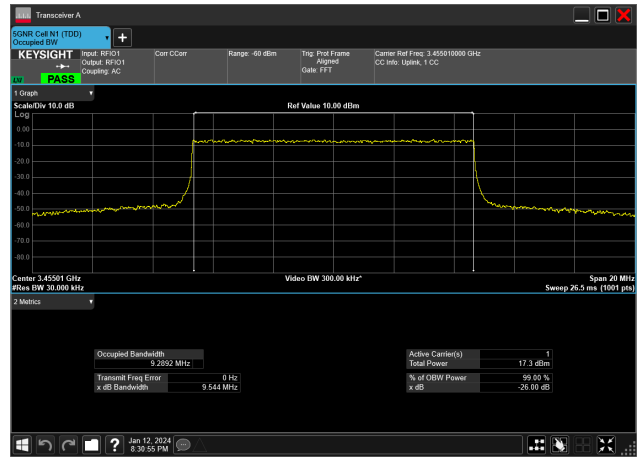 Transceiver A
5GNR Cell N1 (TDD)
Occupied BW
KEYSIGHT
LV
PASS
Input: RFIO1
Output: RFIO1
Coupling: AC
Corr CCorr
Range: -60 dBm
Trig: Prot Frame
Aligned
Gate: FFT
Carrier Ref Freq: 3.455010000 GHz
CC Info: Uplink, 1 CC
1 Graph
Scale/Div 10.0 dB
Ref Value 10.00 dBm
Log
0.00
-10.0
-20.0
-30.0
-40.0
-50.0
-60.0
-70.0
-80.0
Center 3.45501 GHz
Video BW 300.00 kHz*
Span 20 MHz
#Res BW 30.000 kHz
Sweep 26.5 ms (1001 pts)
2 Metrics
Occupied Bandwidth
9.2892 MHz
Active Carrier(s) 1
Total Power 17.3 dBm
Transmit Freq Error 0 Hz
x dB Bandwidth 9.544 MHz
% of OBW Power 99.00 %
x dB -26.00 dB
Jan 12, 2024
8:30:55 PM